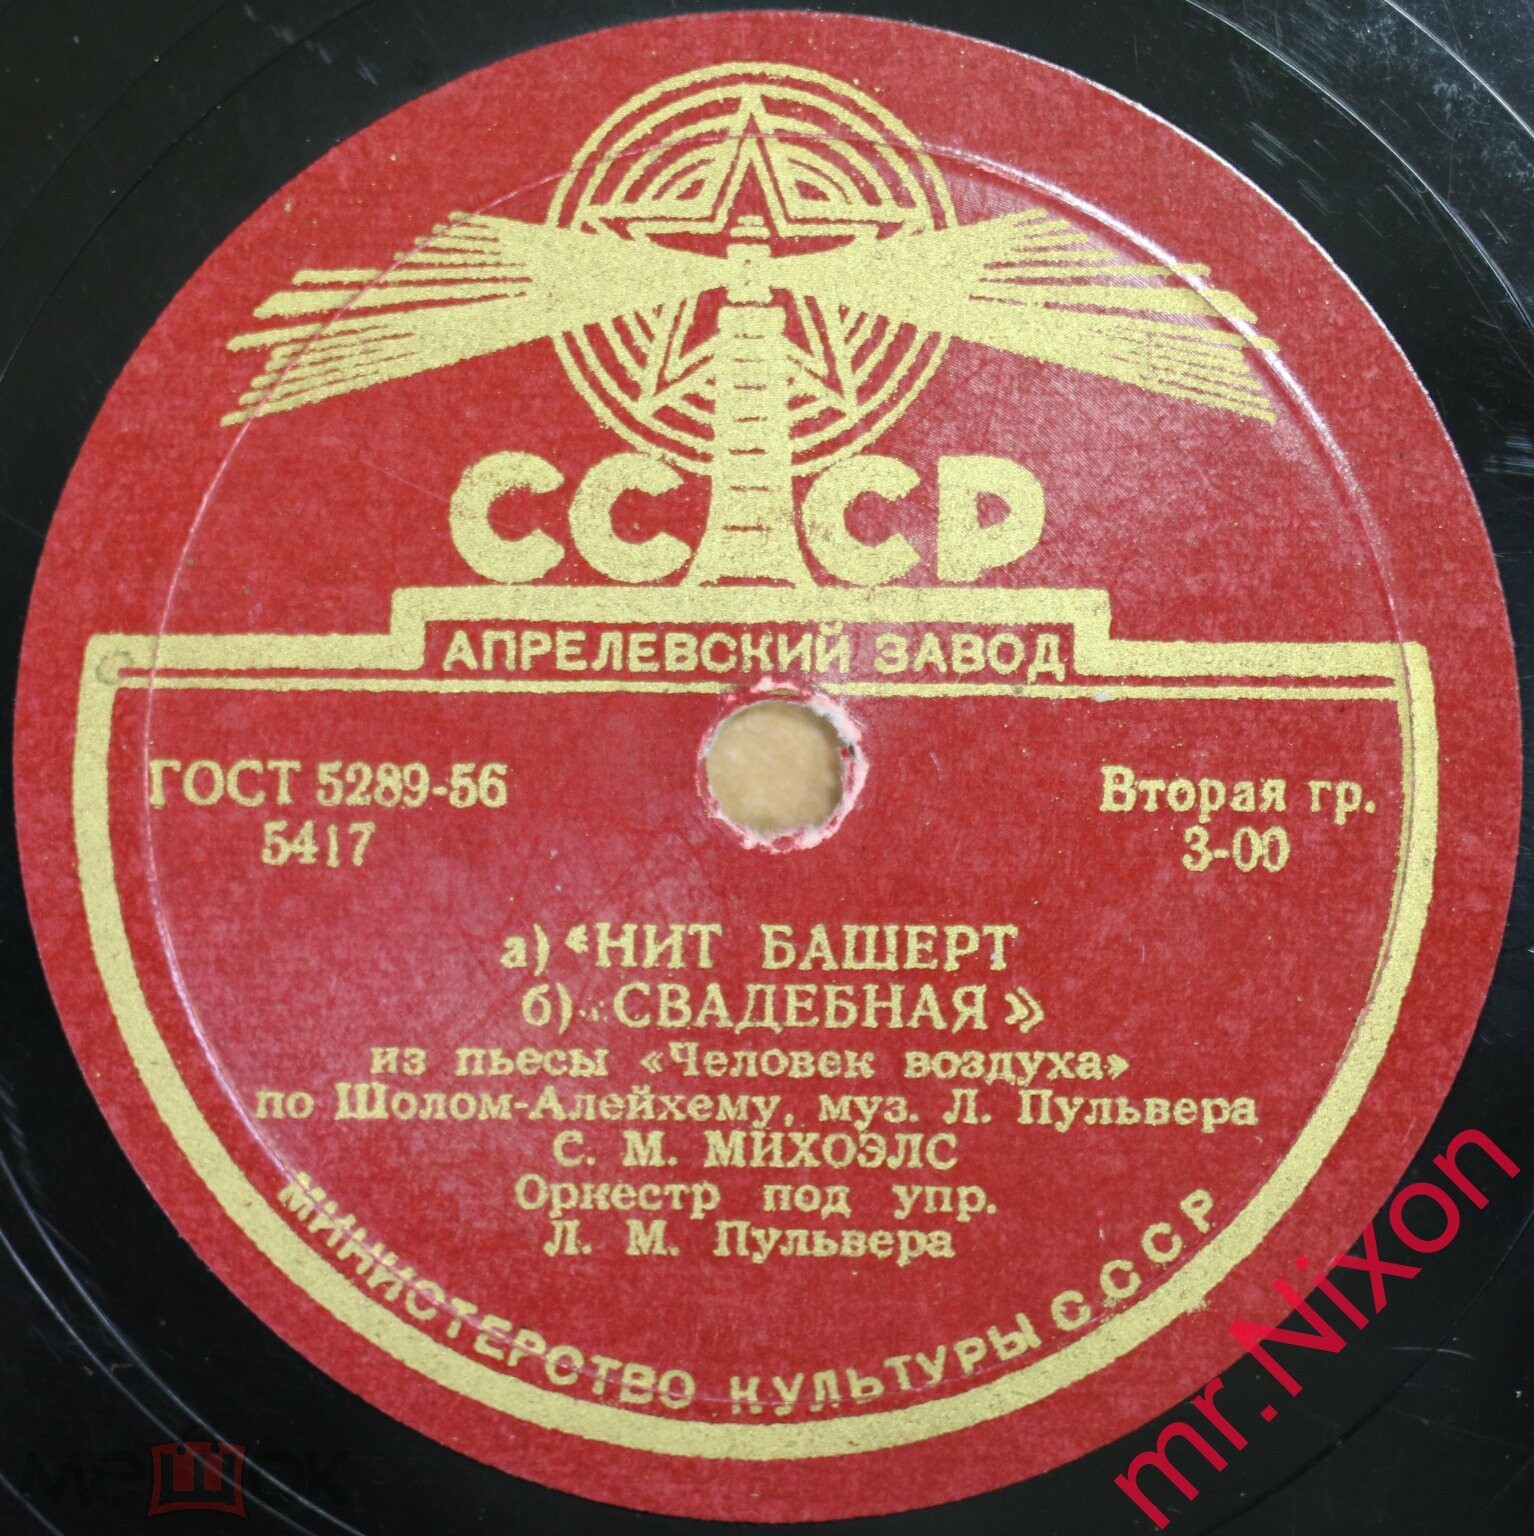 СССР
АПРЕЛЕВСКИЙ ЗАВОД
ГОСТ 5289-56
5417
Вторая гр.
3-00
а) «НИТ БАШЕРТ
б) «СВАДЕБНАЯ»
из пьесы «Человек воздуха»
по Шолом-Алейхему, муз. Л. Пульвера
С. М. МИХОЭЛС
Оркестр под упр.
Л. М. Пульвера
МИНИСТЕРСТВО КУЛЬТУРЫ СССР
mr.Nixon
мешок